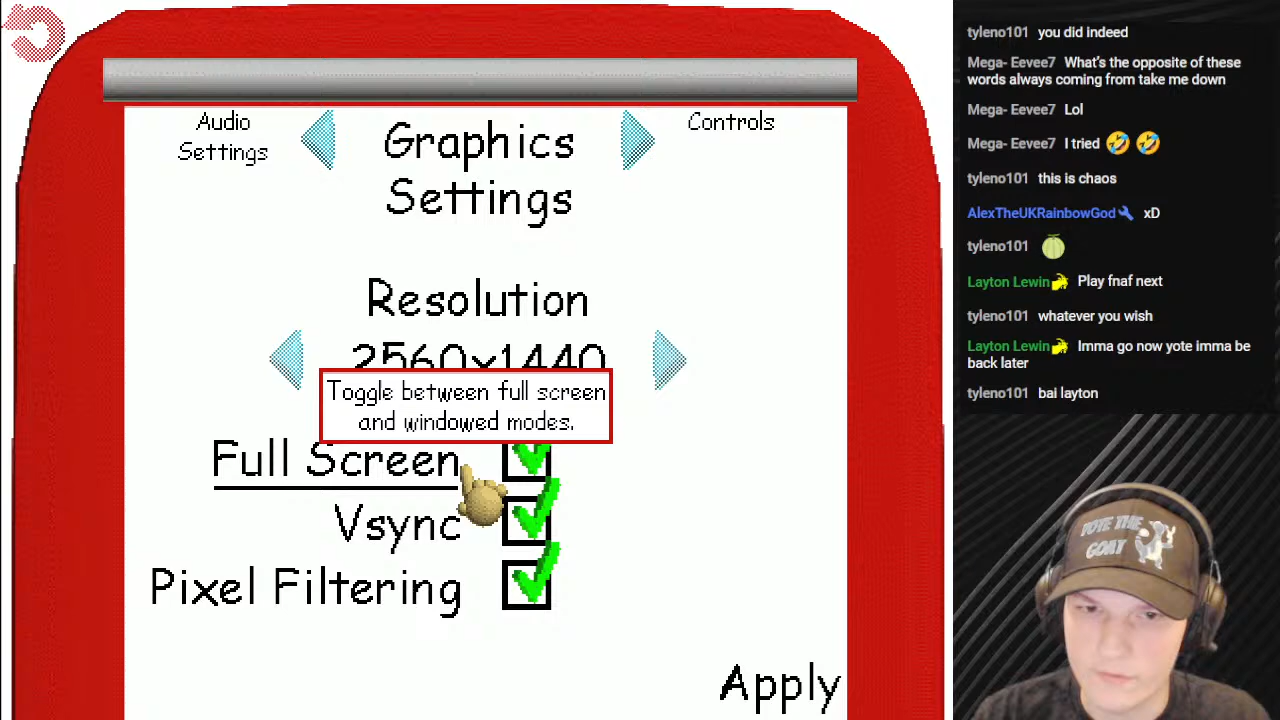 Audio
Settings
Graphics
Settings
Controls
Resolution
2560x1440
Toggle between full screen
and windowed modes.
Full Screen
Vsync
Pixel Filtering
Apply
tyleno101 you did indeed
Mega- Eevee7 What's the opposite of these
words always coming from take me down
Mega- Eevee7 Lol
Mega- Eevee7 I tried 🤣 🤣
tyleno101 this is chaos
AlexTheUKRainbowGod xD
tyleno101 🍈
Layton Lewin Play fnaf next
tyleno101 whatever you wish
Layton Lewin Imma go now yote imma be
back later
tyleno101 bai layton
YOTE THE
GOAT